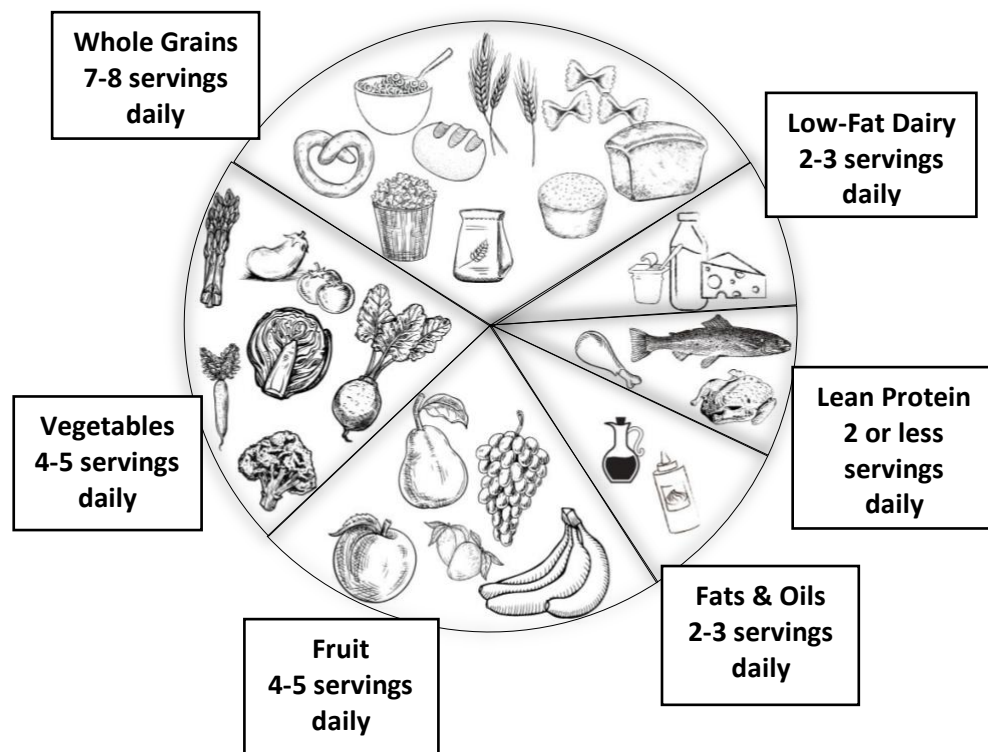 Whole Grains
7-8 servings
daily
Low-Fat Dairy
2-3 servings
daily
Lean Protein
2 or less
servings
daily
Fats & Oils
2-3 servings
daily
Fruit
4-5 servings
daily
Vegetables
4-5 servings
daily